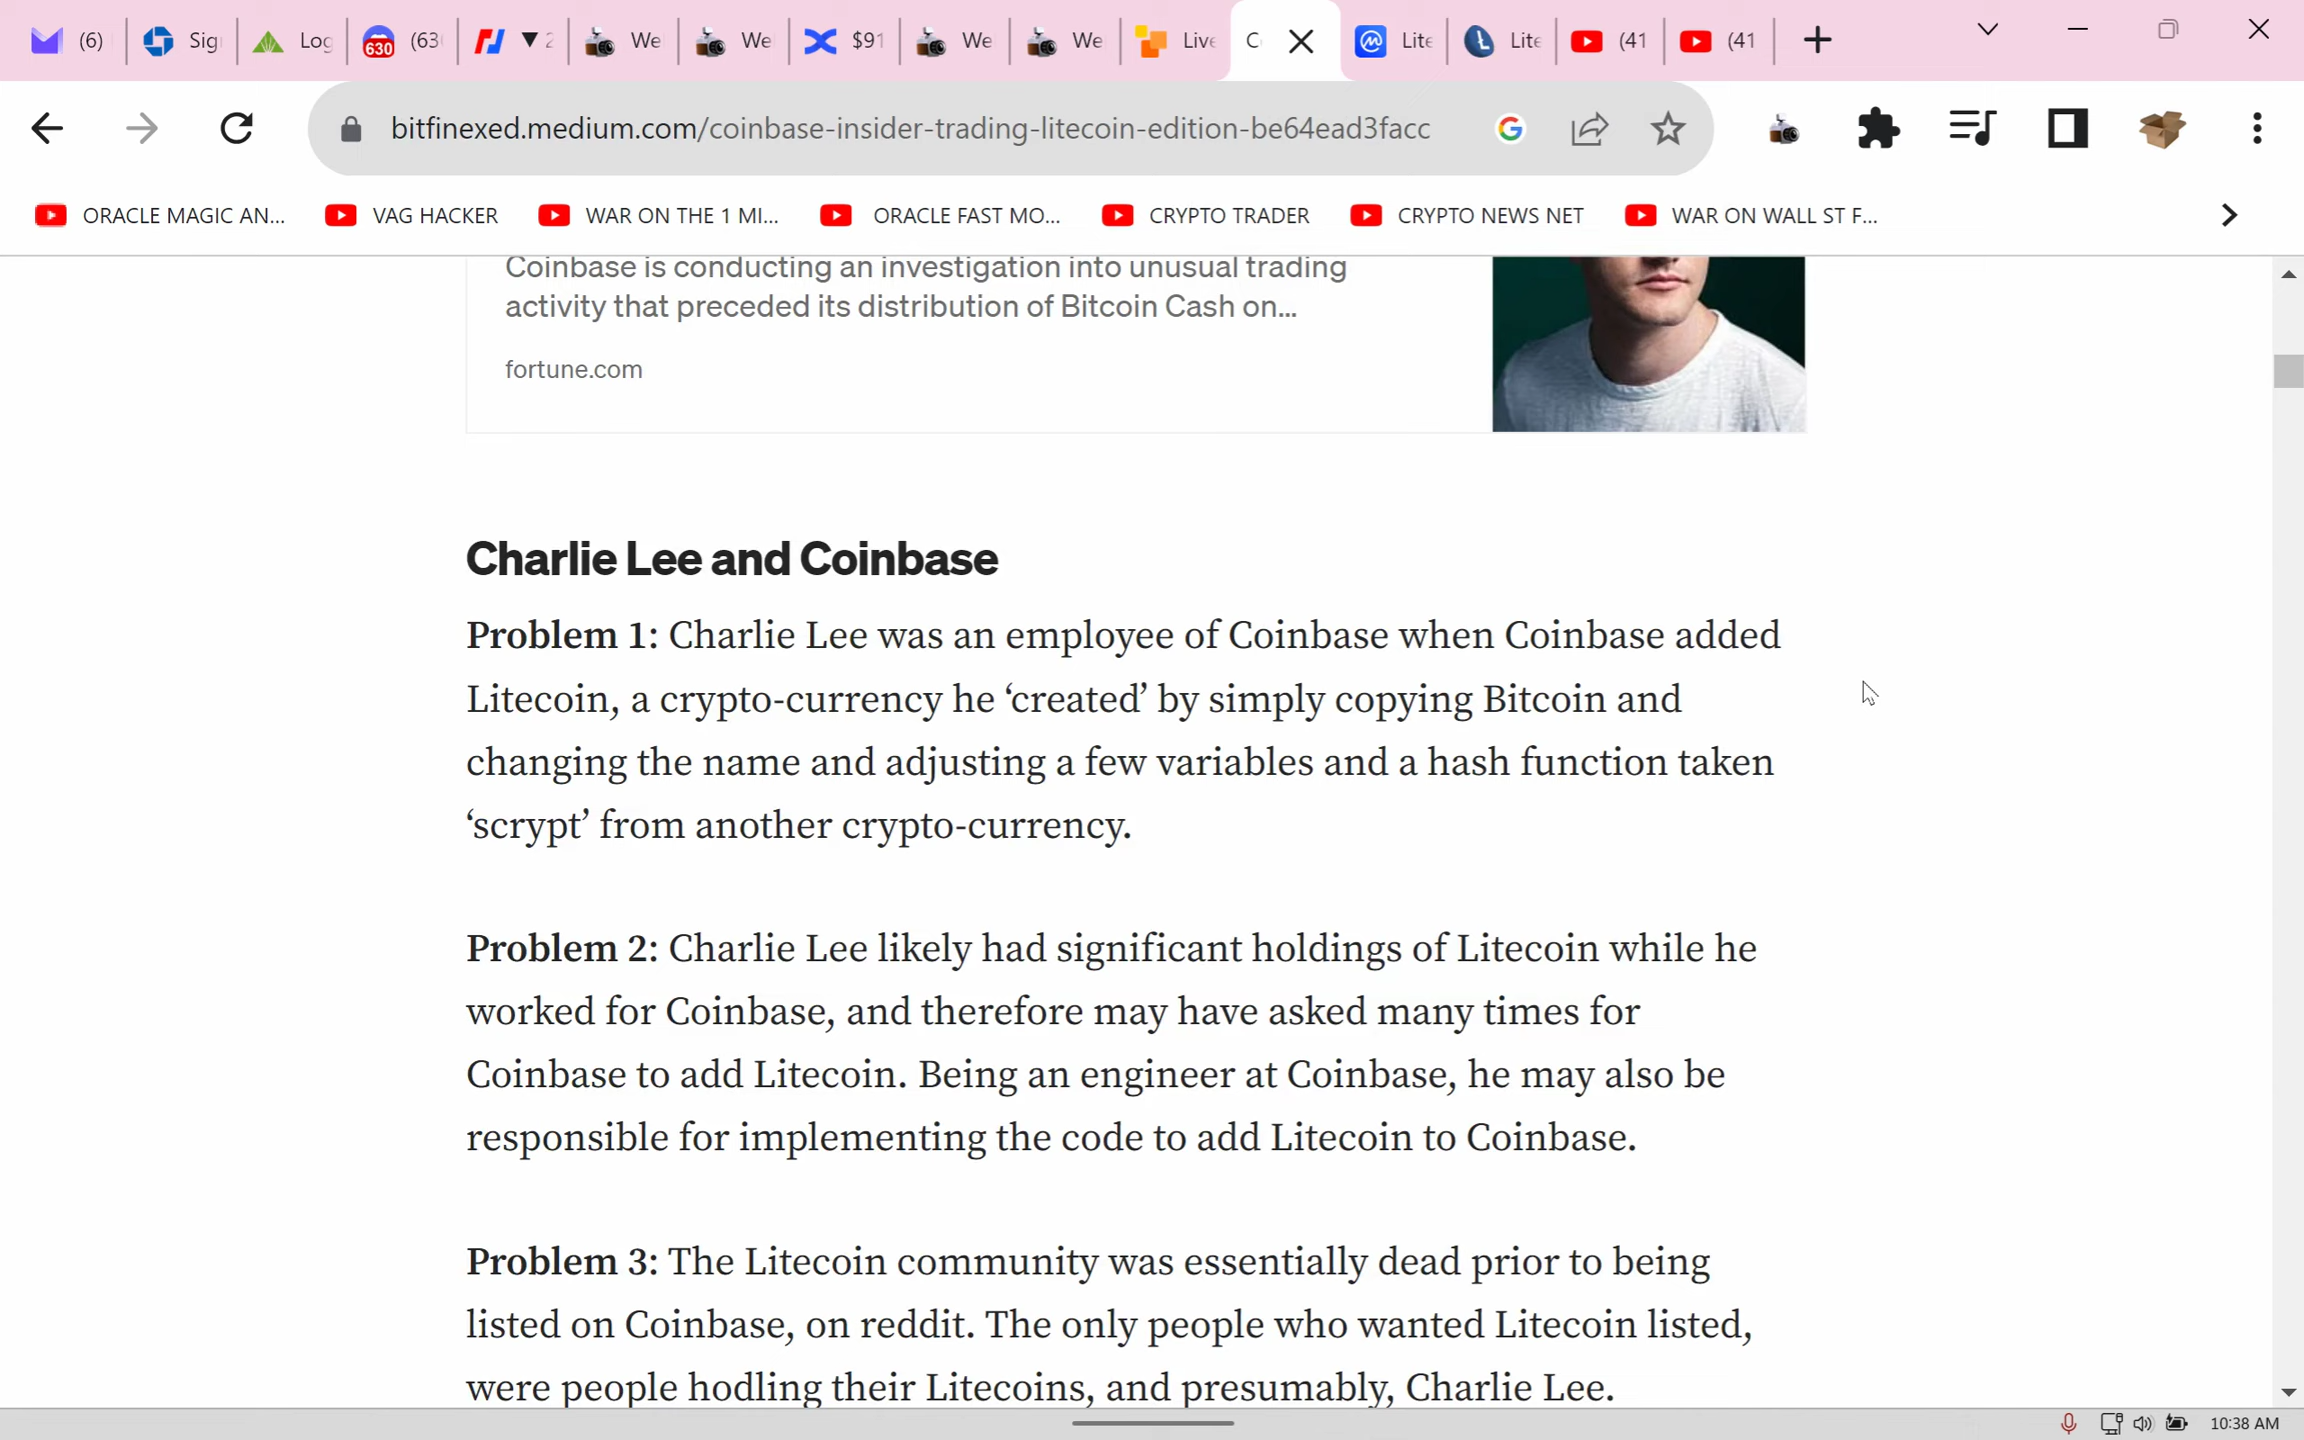 (6)
Sig
Log
630
(63
2
We
We
$91
We
We
Live
C
Lite
Lite
(41
(41
bitfinexed.medium.com/coinbase-insider-trading-litecoin-edition-be64ead3facc
ORACLE MAGIC AN...
VAG HACKER
WAR ON THE 1 MI...
ORACLE FAST MO...
CRYPTO TRADER
CRYPTO NEWS NET
WAR ON WALL ST F...
Coinbase is conducting an investigation into unusual trading
activity that preceded its distribution of Bitcoin Cash on...
fortune.com
Charlie Lee and Coinbase
Problem 1: Charlie Lee was an employee of Coinbase when Coinbase added
Litecoin, a crypto-currency he ‘created’ by simply copying Bitcoin and
changing the name and adjusting a few variables and a hash function taken
‘scrypt’ from another crypto-currency.
Problem 2: Charlie Lee likely had significant holdings of Litecoin while he
worked for Coinbase, and therefore may have asked many times for
Coinbase to add Litecoin. Being an engineer at Coinbase, he may also be
responsible for implementing the code to add Litecoin to Coinbase.
Problem 3: The Litecoin community was essentially dead prior to being
listed on Coinbase, on reddit. The only people who wanted Litecoin listed,
were people hodling their Litecoins, and presumably, Charlie Lee.
10:38 AM